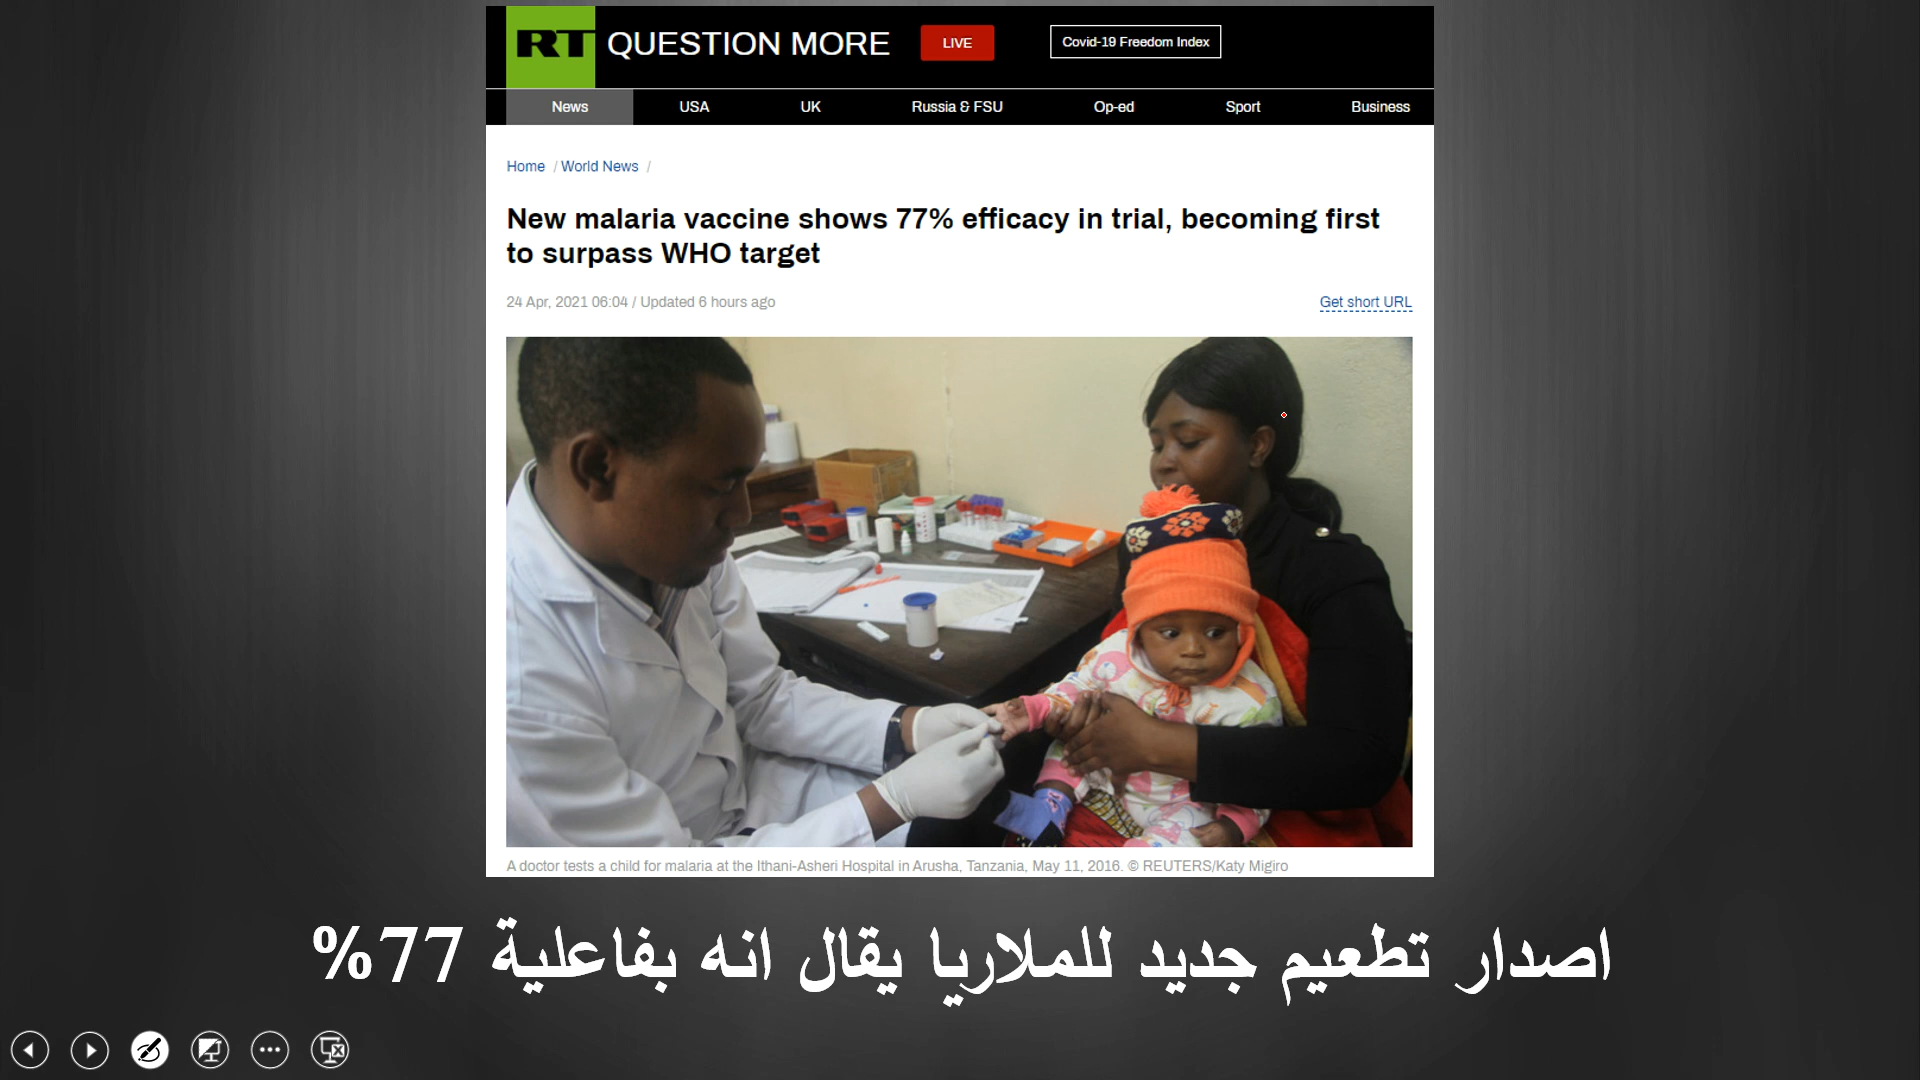 RT QUESTION MORE LIVE Covid-19 Freedom Index
News USA UK Russia & FSU Op-ed Sport Business
Home / World News /
New malaria vaccine shows 77% efficacy in trial, becoming first
to surpass WHO target
24 Apr, 2021 06:04 / Updated 6 hours ago Get short URL
A doctor tests a child for malaria at the Ithani-Asheri Hospital in Arusha, Tanzania, May 11, 2016. © REUTERS/Katy Migiro
اصدار تطعيم جديد للملاريا يقال انه بفاعلية 77%